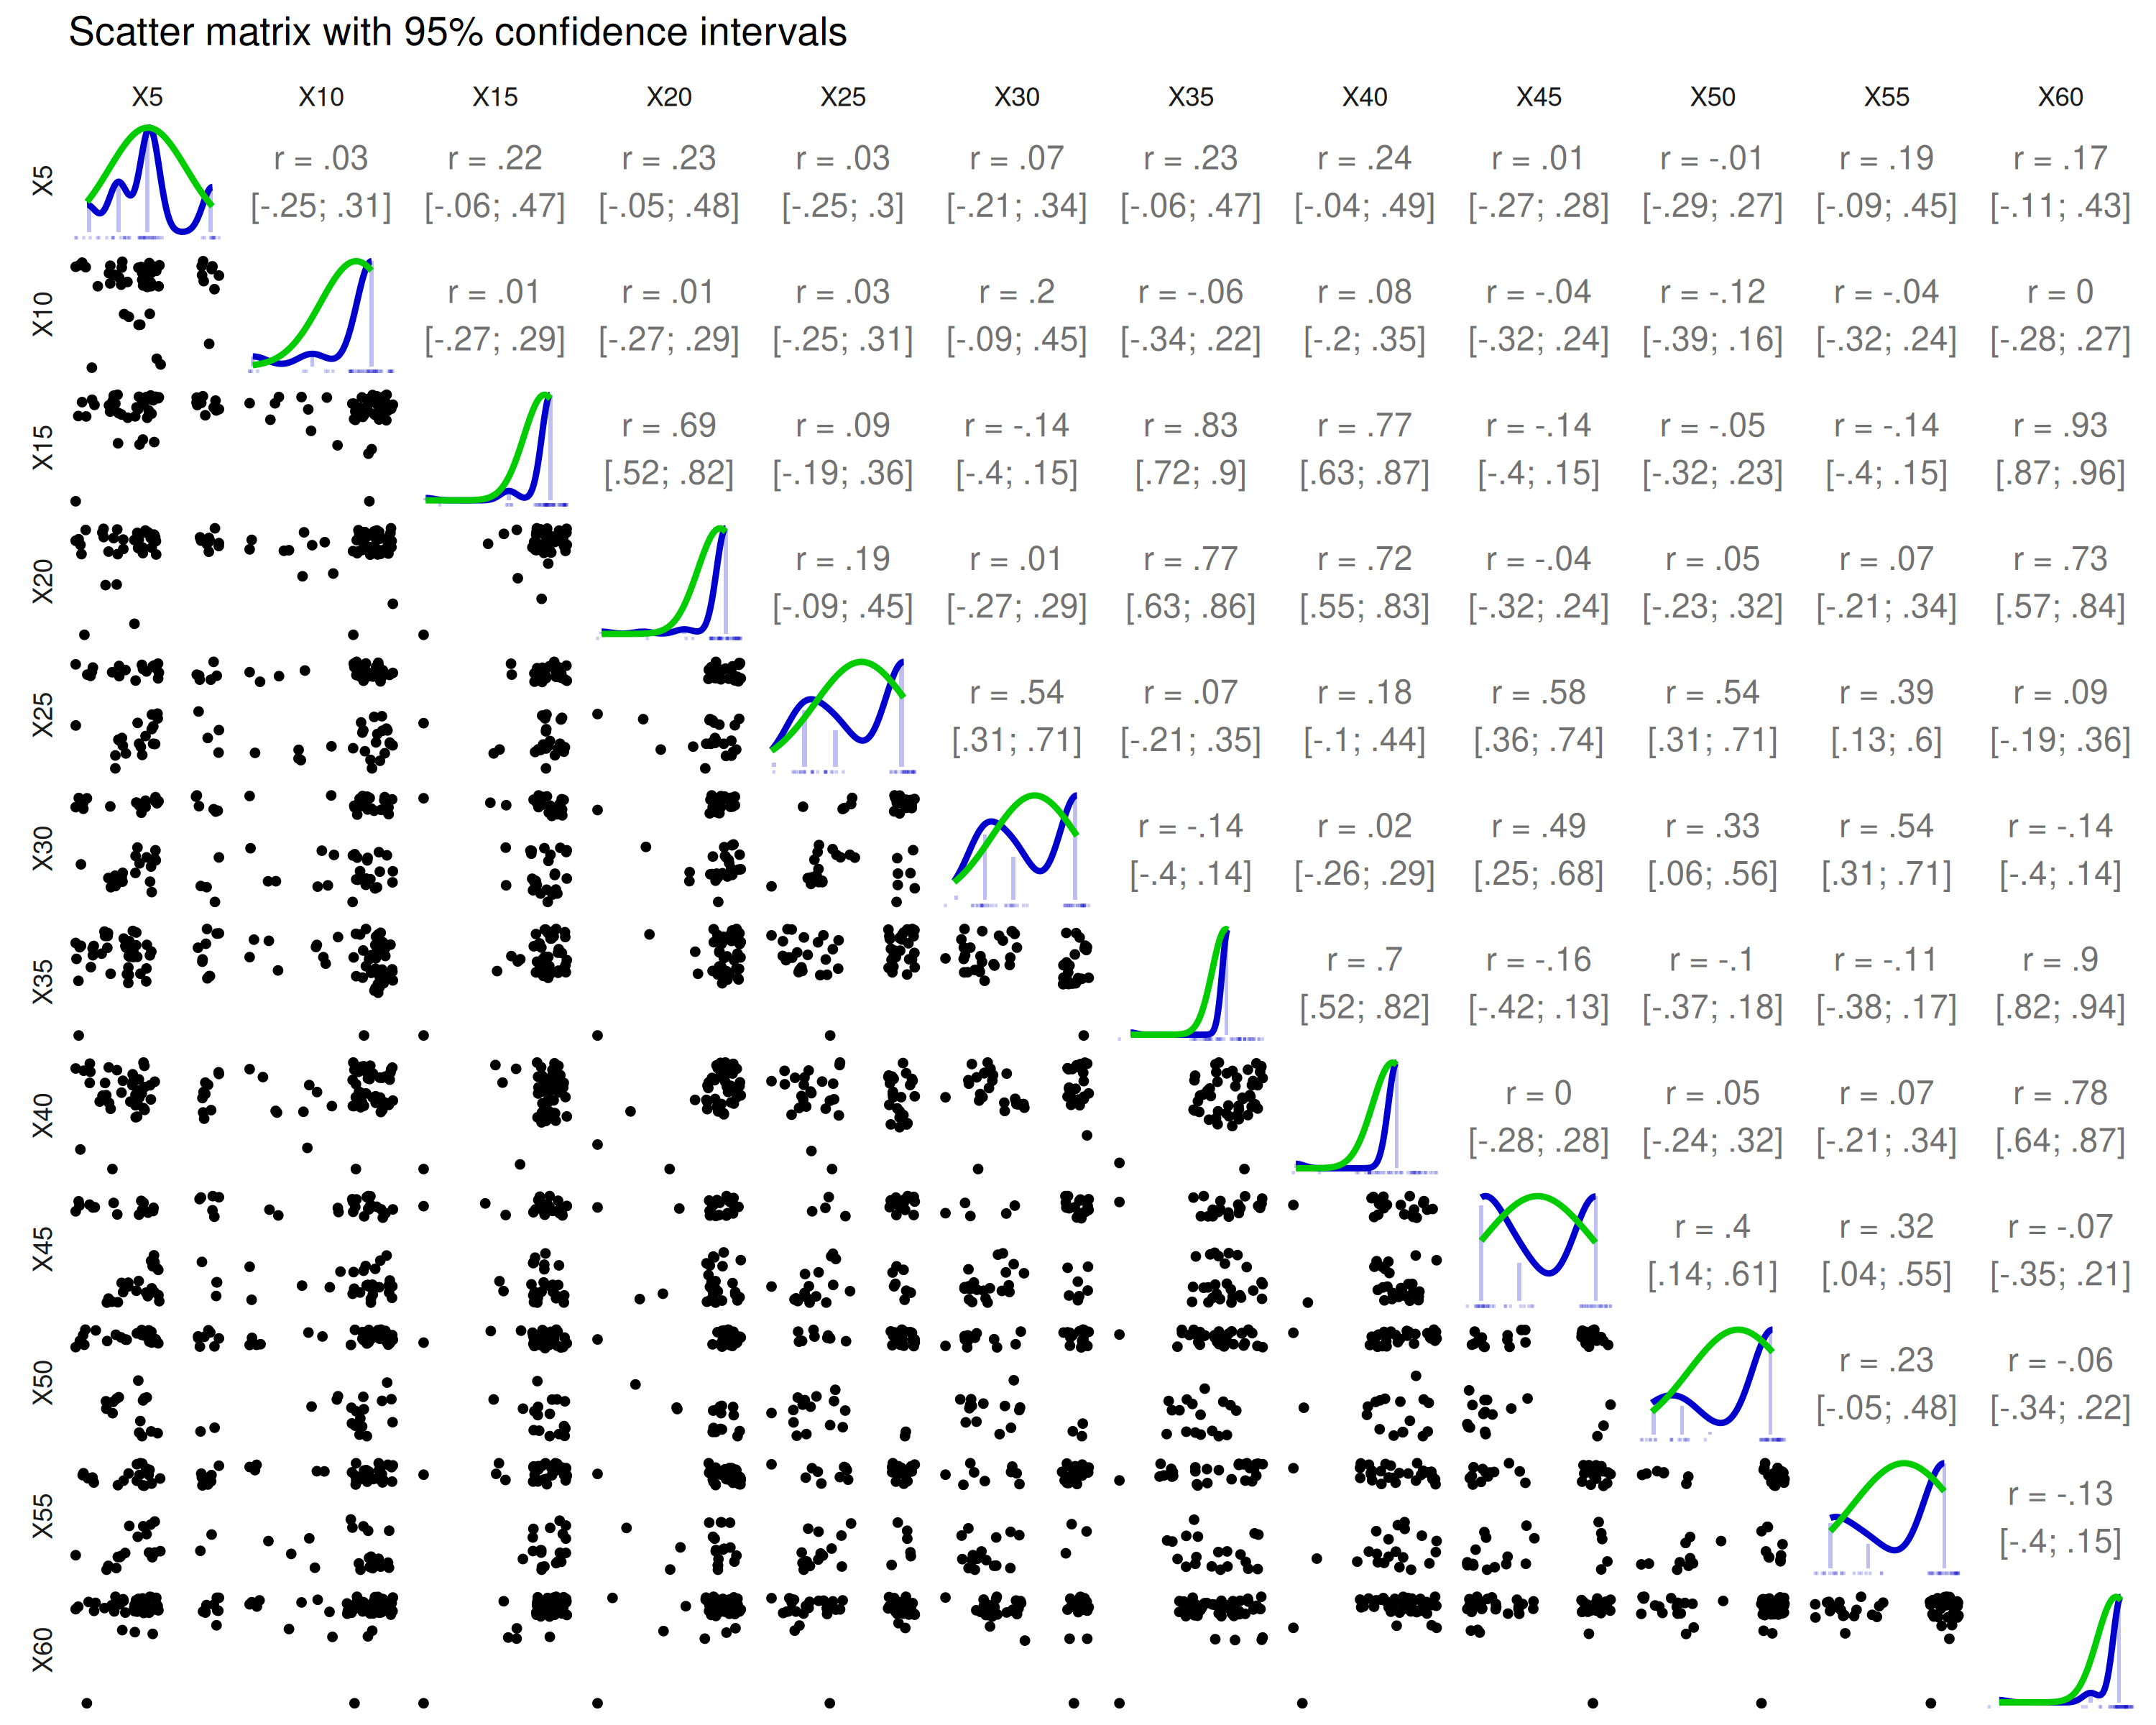 Scatter matrix with 95% confidence intervals
X5 X10 X15 X20 X25 X30 X35 X40 X45 X50 X55 X60
X5 r = .03 r = .22 r = .23 r = .03 r = .07 r = .23 r = .24 r = .01 r = -.01 r = .19 r = .17
[-.25; .31] [-.06; .47] [-.05; .48] [-.25; .3] [-.21; .34] [-.06; .47] [-.04; .49] [-.27; .28] [-.29; .27] [-.09; .45] [-.11; .43]
X10 r = .01 r = .01 r = .03 r = .2 r = -.06 r = .08 r = -.04 r = -.12 r = -.04 r = 0
[-.27; .29] [-.27; .29] [-.25; .31] [-.09; .45] [-.34; .22] [-.2; .35] [-.32; .24] [-.39; .16] [-.32; .24] [-.28; .27]
X15 r = .69 r = .09 r = -.14 r = .83 r = .77 r = -.14 r = -.05 r = -.14 r = .93
[.52; .82] [-.19; .36] [-.4; .15] [.72; .9] [.63; .87] [-.4; .15] [-.32; .23] [-.4; .15] [.87; .96]
X20 r = .19 r = .01 r = .77 r = .72 r = -.04 r = .05 r = .07 r = .73
[-.09; .45] [-.27; .29] [.63; .86] [.55; .83] [-.32; .24] [-.23; .32] [-.21; .34] [.57; .84]
X25 r = .54 r = .07 r = .18 r = .58 r = .54 r = .39 r = .09
[.31; .71] [-.21; .35] [-.1; .44] [.36; .74] [.31; .71] [.13; .6] [-.19; .36]
X30 r = -.14 r = .02 r = .49 r = .33 r = .54 r = -.14
[-.4; .14] [-.26; .29] [.25; .68] [.06; .56] [.31; .71] [-.4; .14]
X35 r = .7 r = -.16 r = -.1 r = -.11 r = .9
[.52; .82] [-.42; .13] [-.37; .18] [-.38; .17] [.82; .94]
X40 r = 0 r = .05 r = .07 r = .78
[-.28; .28] [-.24; .32] [-.21; .34] [.64; .87]
X45 r = .4 r = .32 r = -.07
[.14; .61] [.04; .55] [-.35; .21]
X50 r = .23 r = -.06
[-.05; .48] [-.34; .22]
X55 r = -.13
[-.4; .15]
X60